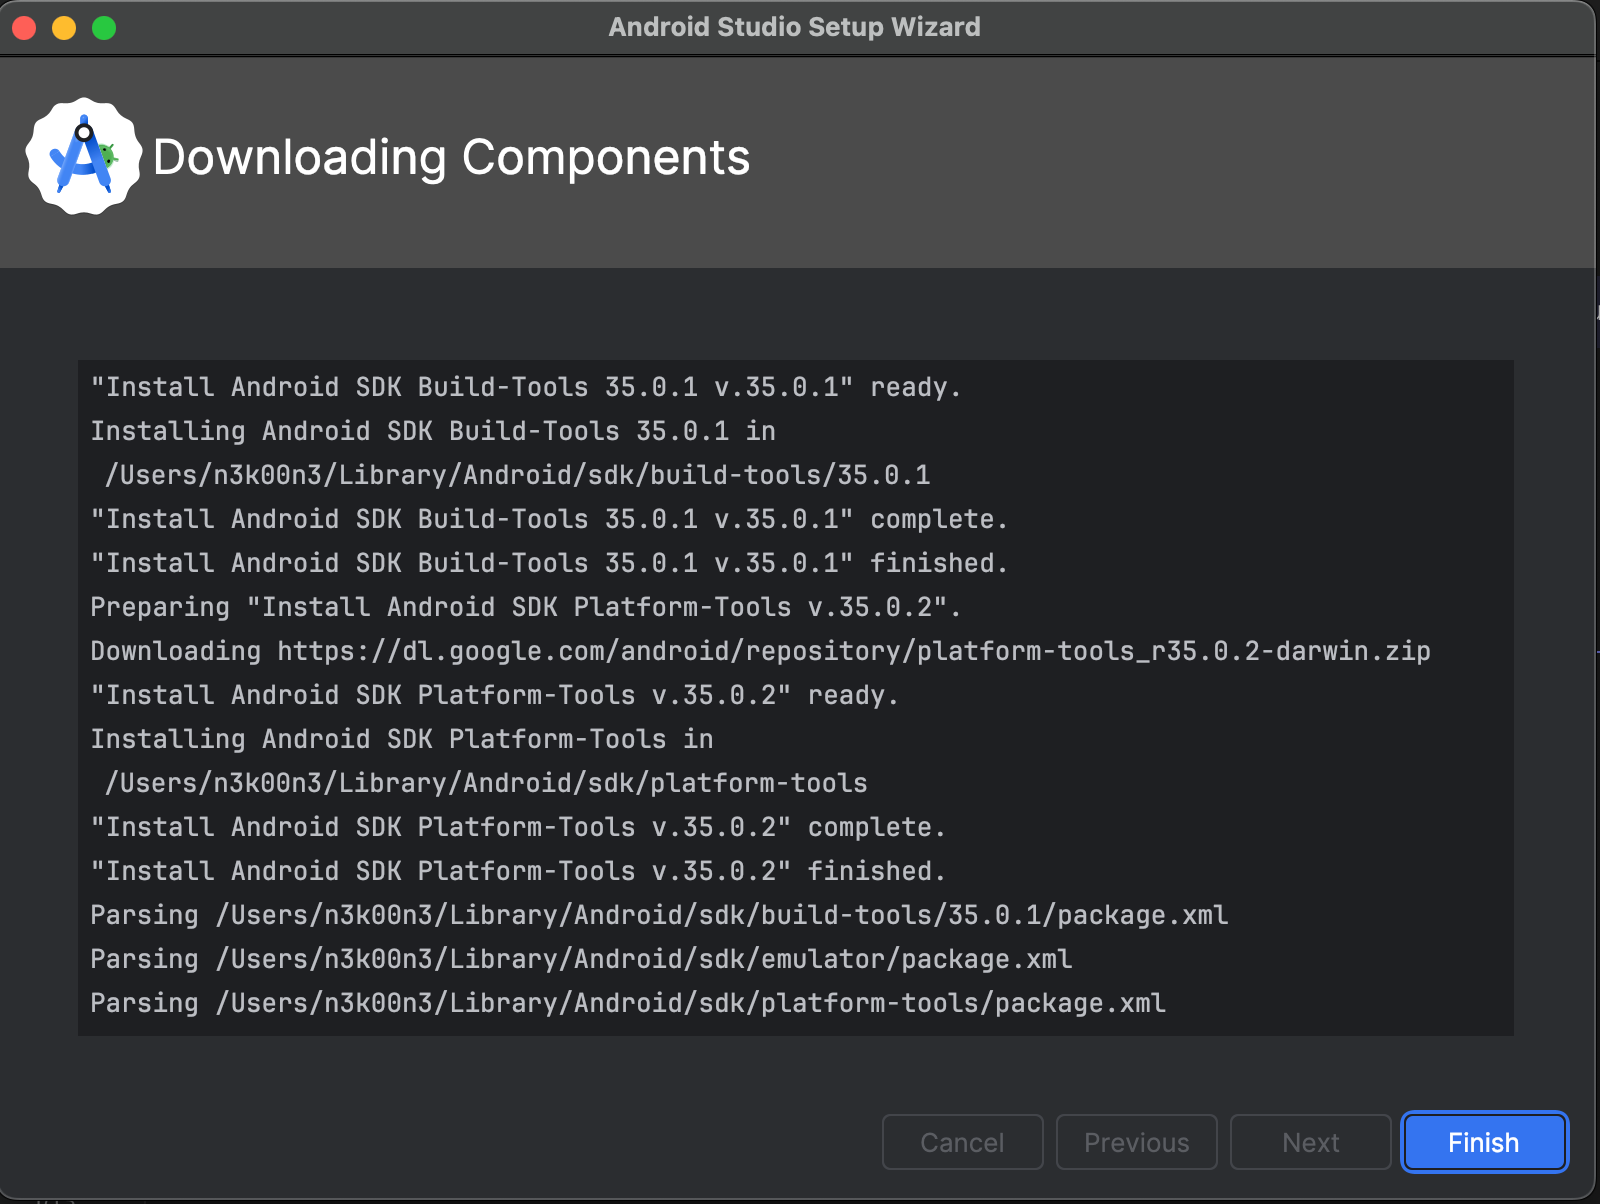 Android Studio Setup Wizard
Downloading Components
"Install Android SDK Build-Tools 35.0.1 v.35.0.1" ready.
Installing Android SDK Build-Tools 35.0.1 in
/Users/n3k00n3/Library/Android/sdk/build-tools/35.0.1
"Install Android SDK Build-Tools 35.0.1 v.35.0.1" complete.
"Install Android SDK Build-Tools 35.0.1 v.35.0.1" finished.
Preparing "Install Android SDK Platform-Tools v.35.0.2".
Downloading https://dl.google.com/android/repository/platform-tools_r35.0.2-darwin.zip
"Install Android SDK Platform-Tools v.35.0.2" ready.
Installing Android SDK Platform-Tools in
/Users/n3k00n3/Library/Android/sdk/platform-tools
"Install Android SDK Platform-Tools v.35.0.2" complete.
"Install Android SDK Platform-Tools v.35.0.2" finished.
Parsing /Users/n3k00n3/Library/Android/sdk/build-tools/35.0.1/package.xml
Parsing /Users/n3k00n3/Library/Android/sdk/emulator/package.xml
Parsing /Users/n3k00n3/Library/Android/sdk/platform-tools/package.xml
Cancel Previous Next Finish